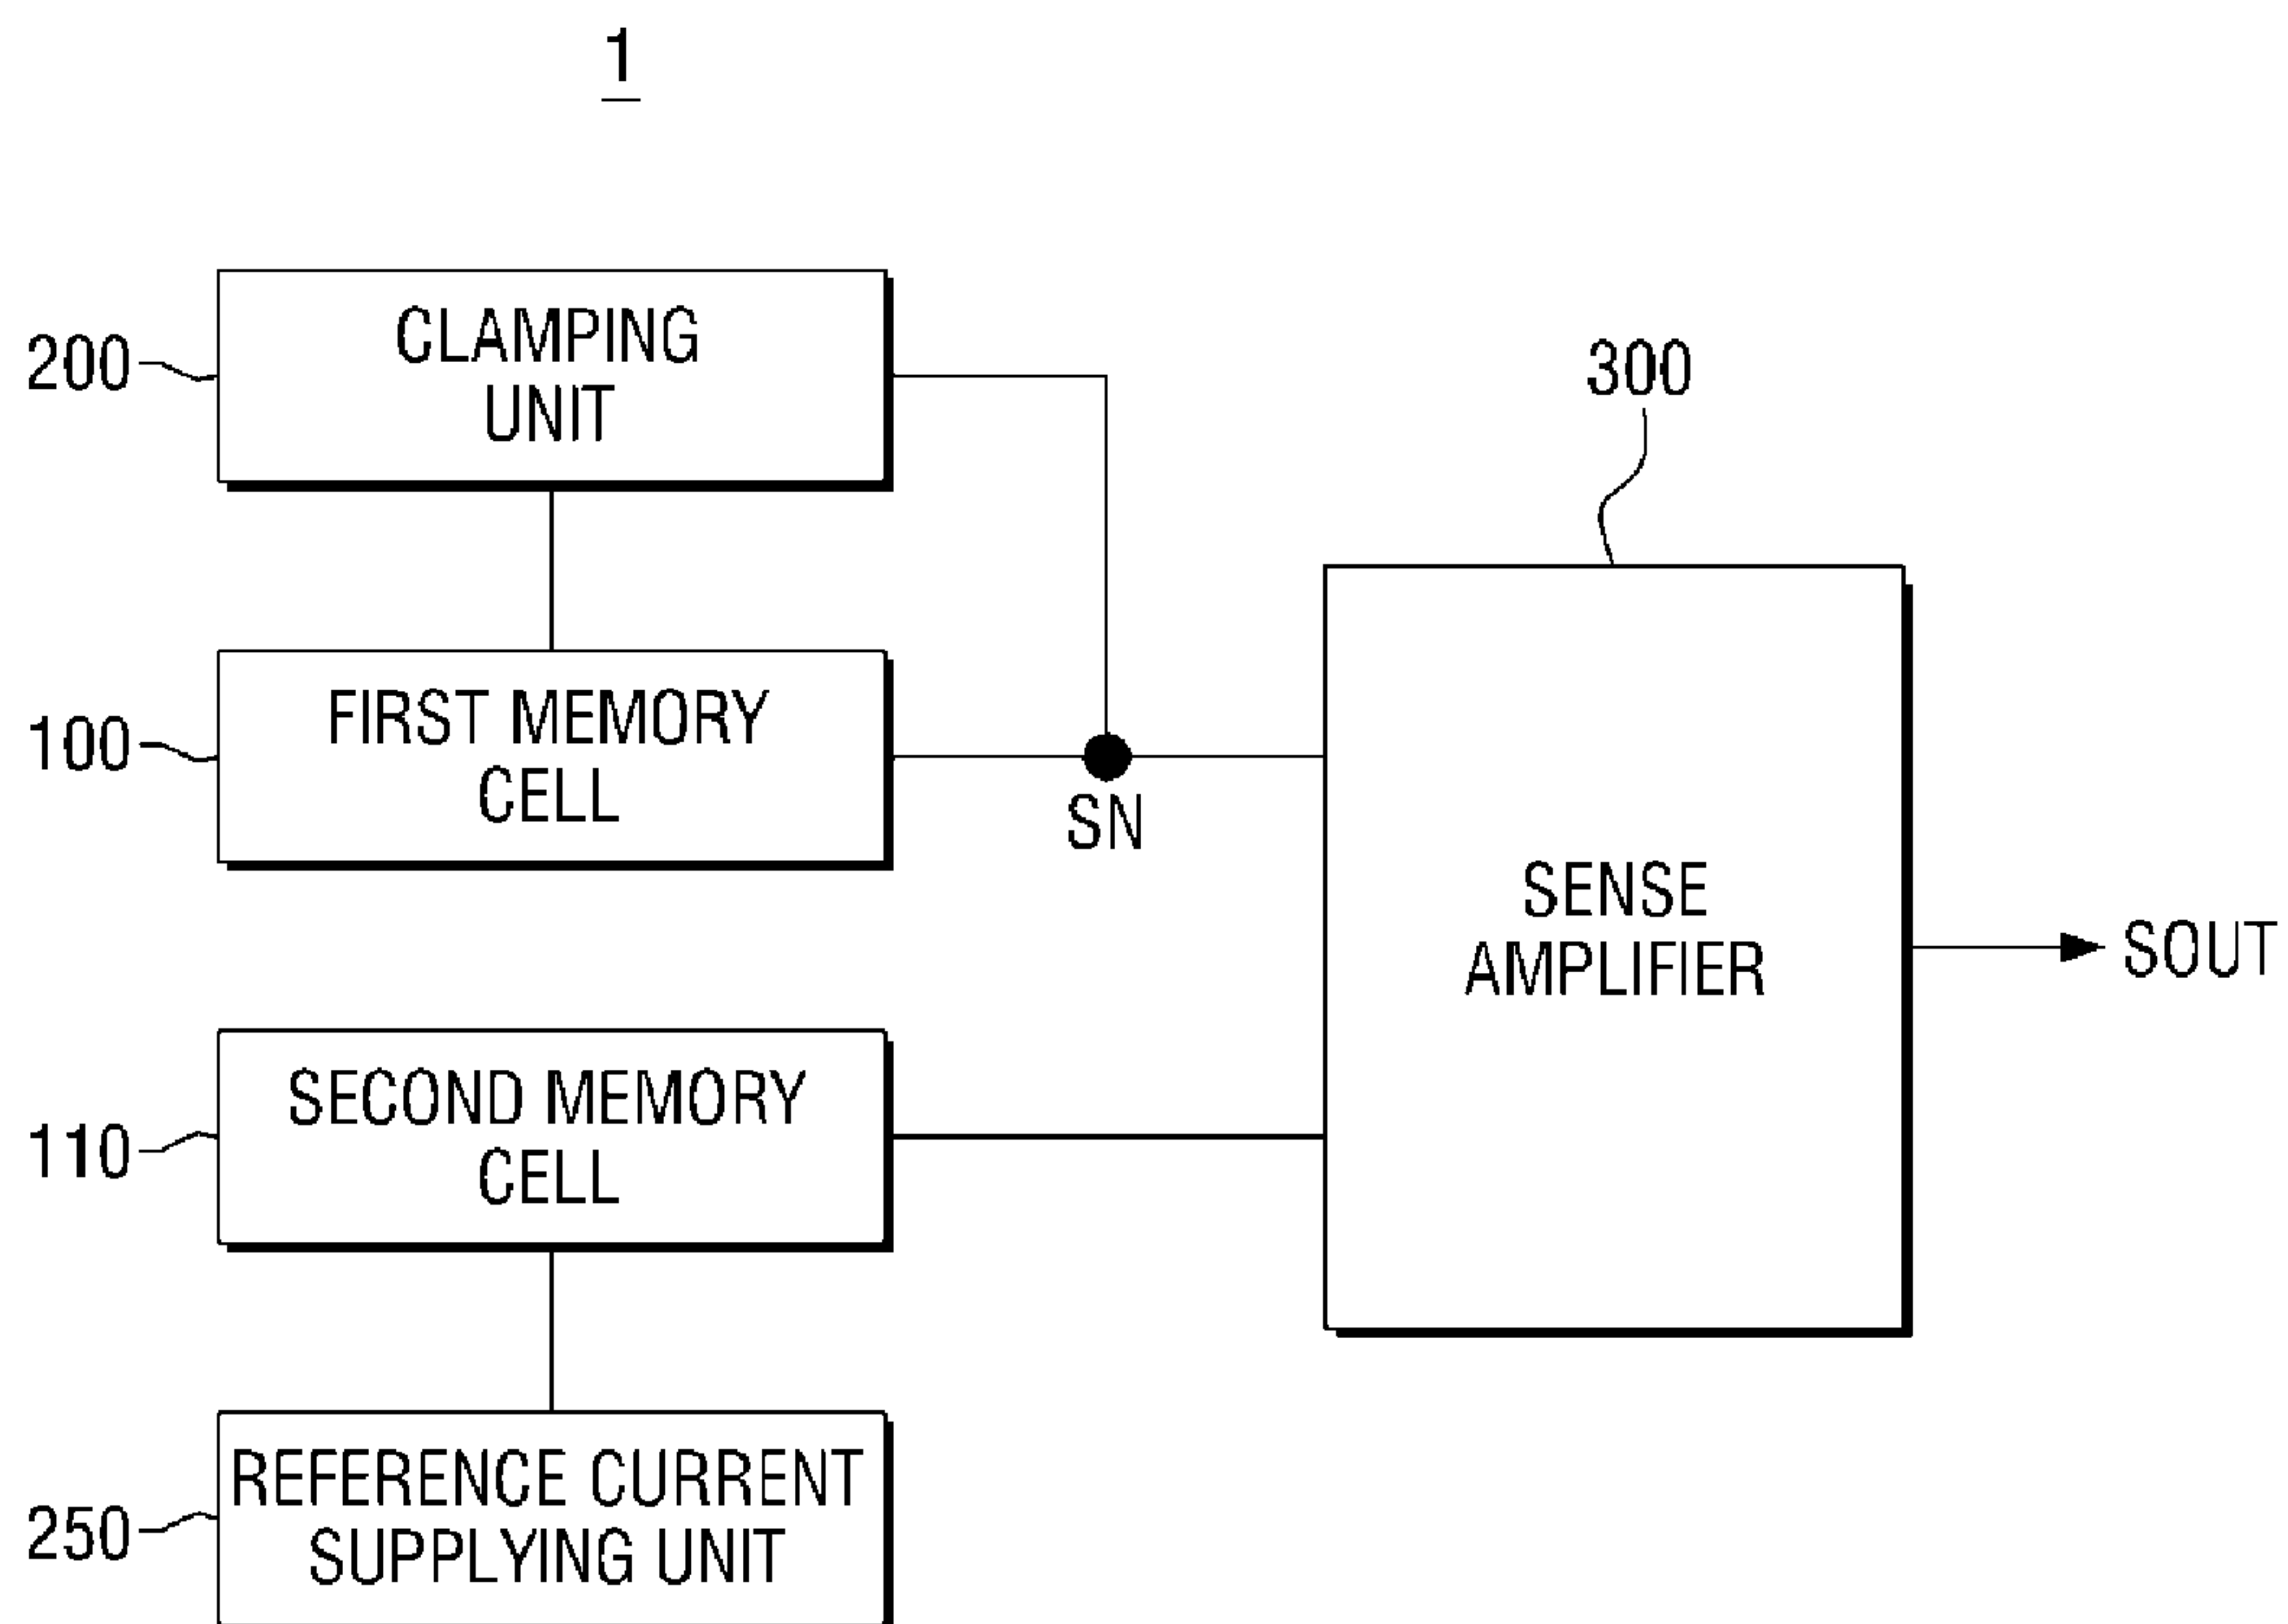 1
CLAMPING
UNIT
200
300
FIRST MEMORY
CELL
100
SN
SENSE
AMPLIFIER
SOUT
SECOND MEMORY
CELL
110
REFERENCE CURRENT
SUPPLYING UNIT
250